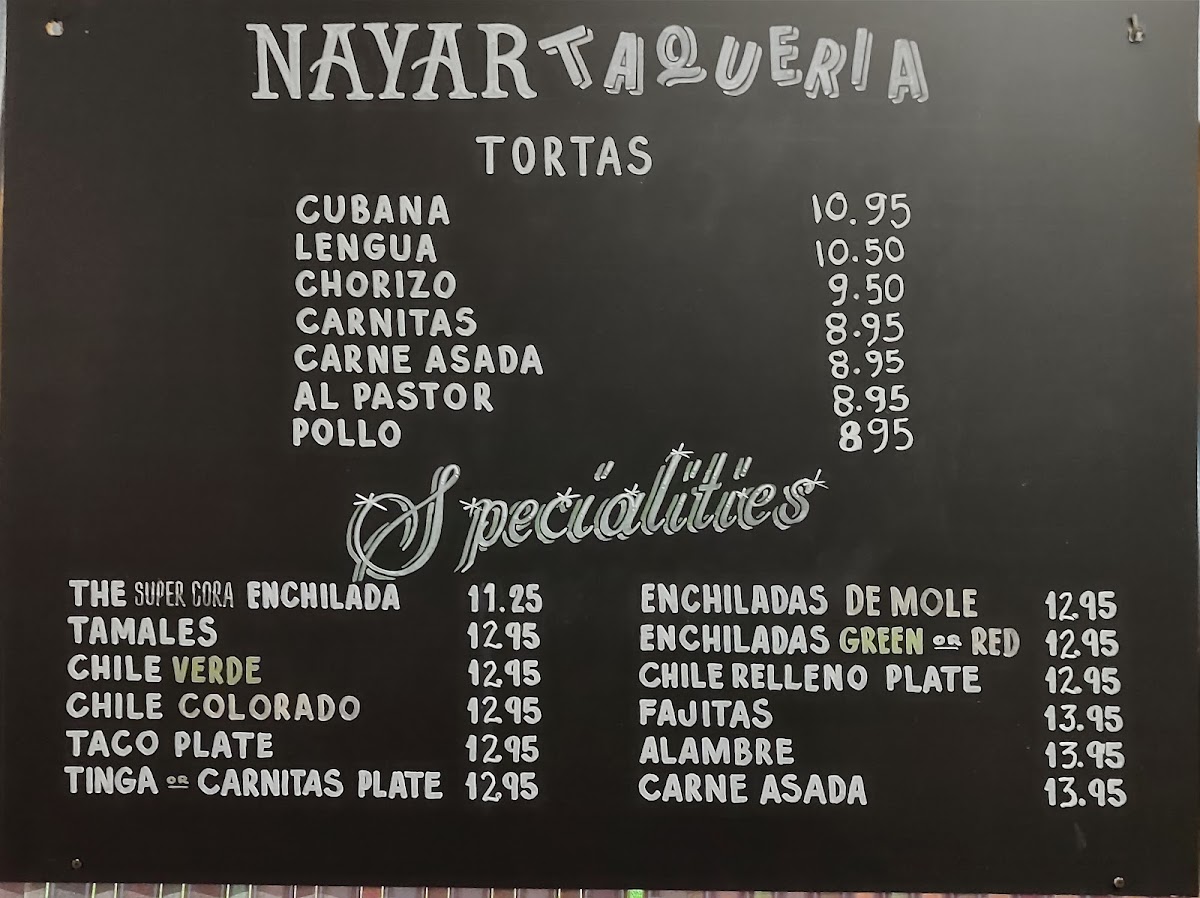 NAYAR TAQUERIA
TORTAS
CUBANA 10.95
LENGUA 10.50
CHORIZO 9.50
CARNITAS 8.95
CARNE ASADA 8.95
AL PASTOR 8.95
POLLO 895
Specialities
THE SUPER CORA ENCHILADA 11.25
TAMALES 12.95
CHILE VERDE 12.95
CHILE COLORADO 12.95
TACO PLATE 12.95
TINGA OR CARNITAS PLATE 12.95
ENCHILADAS DE MOLE 12.95
ENCHILADAS GREEN OR RED 12.95
CHILE RELLENO PLATE 12.95
FAJITAS 13.95
ALAMBRE 13.95
CARNE ASADA 13.95